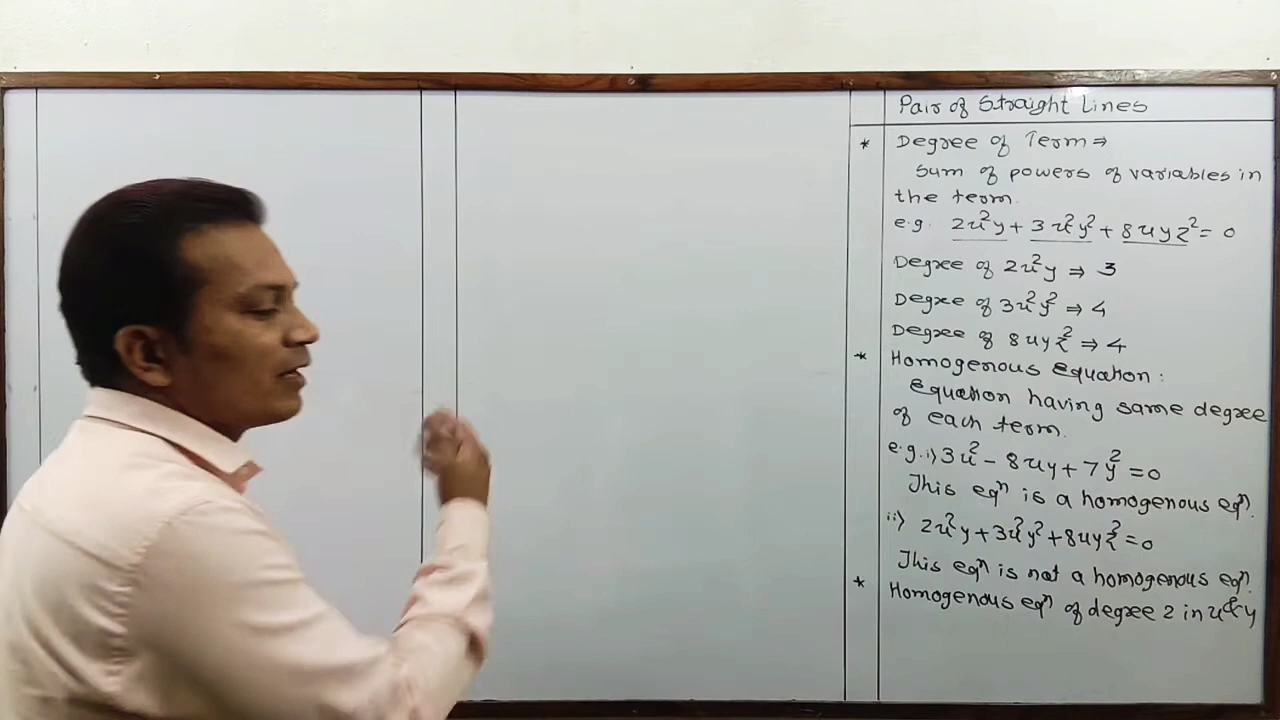 Pair of Straight Lines
* Degree of Term ⇒
Sum of powers of variables in
the term.
e.g. 2x²y + 3x²y² + 8xyz² = 0
Degree of 2x²y ⇒ 3
Degree of 3x²y² ⇒ 4
Degree of 8xyz² ⇒ 4
* Homogenous Equation :
Equation having same degree
of each term.
e.g. i) 3x² - 8xy + 7y² = 0
This eqⁿ is a homogenous eqⁿ.
ii) 2x²y + 3x²y² + 8xyz² = 0
This eqⁿ is not a homogenous eqⁿ.
* Homogenous eqⁿ of degree 2 in x & y